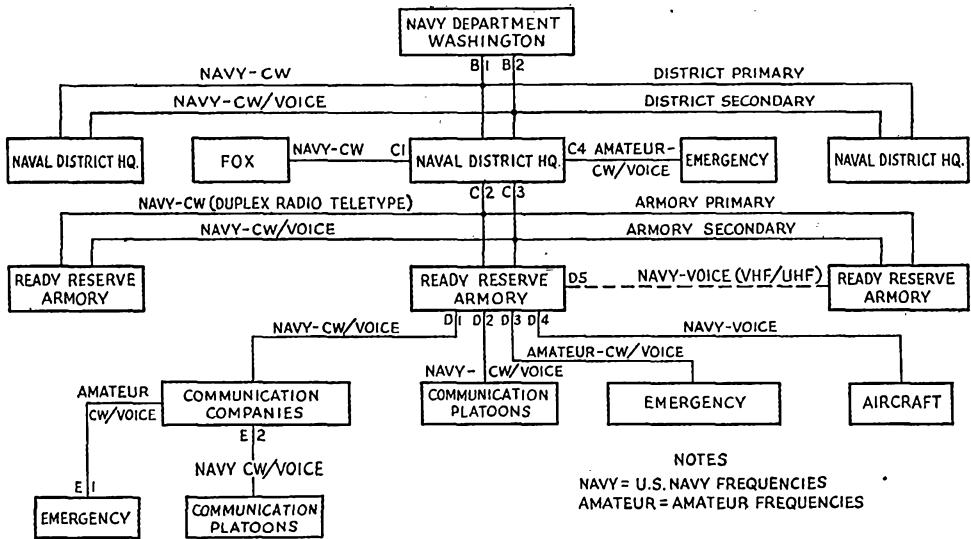 NAVY DEPARTMENT
WASHINGTON
B1 B2
NAVY-CW
DISTRICT PRIMARY
NAVY-CW/VOICE
DISTRICT SECONDARY
NAVAL DISTRICT HQ.
FOX
NAVY-CW C1
NAVAL DISTRICT HQ.
C4 AMATEUR-
CW/VOICE
EMERGENCY
NAVAL DISTRICT HQ.
C2 C3
NAVY-CW (DUPLEX RADIO TELETYPE)
ARMORY PRIMARY
NAVY-CW/VOICE
ARMORY SECONDARY
READY RESERVE
ARMORY
READY RESERVE
ARMORY
D5 NAVY-VOICE (VHF/UHF)
READY RESERVE
ARMORY
D1 D2 D3 D4
NAVY-CW/VOICE
NAVY-VOICE
AMATEUR-CW/VOICE
NAVY- CW/VOICE
AMATEUR
CW/VOICE
COMMUNICATION
COMPANIES
COMMUNICATION
PLATOONS
EMERGENCY
AIRCRAFT
E2
NAVY CW/VOICE
E1
EMERGENCY
COMMUNICATION
PLATOONS
NOTES
NAVY = U.S. NAVY FREQUENCIES
AMATEUR = AMATEUR FREQUENCIES